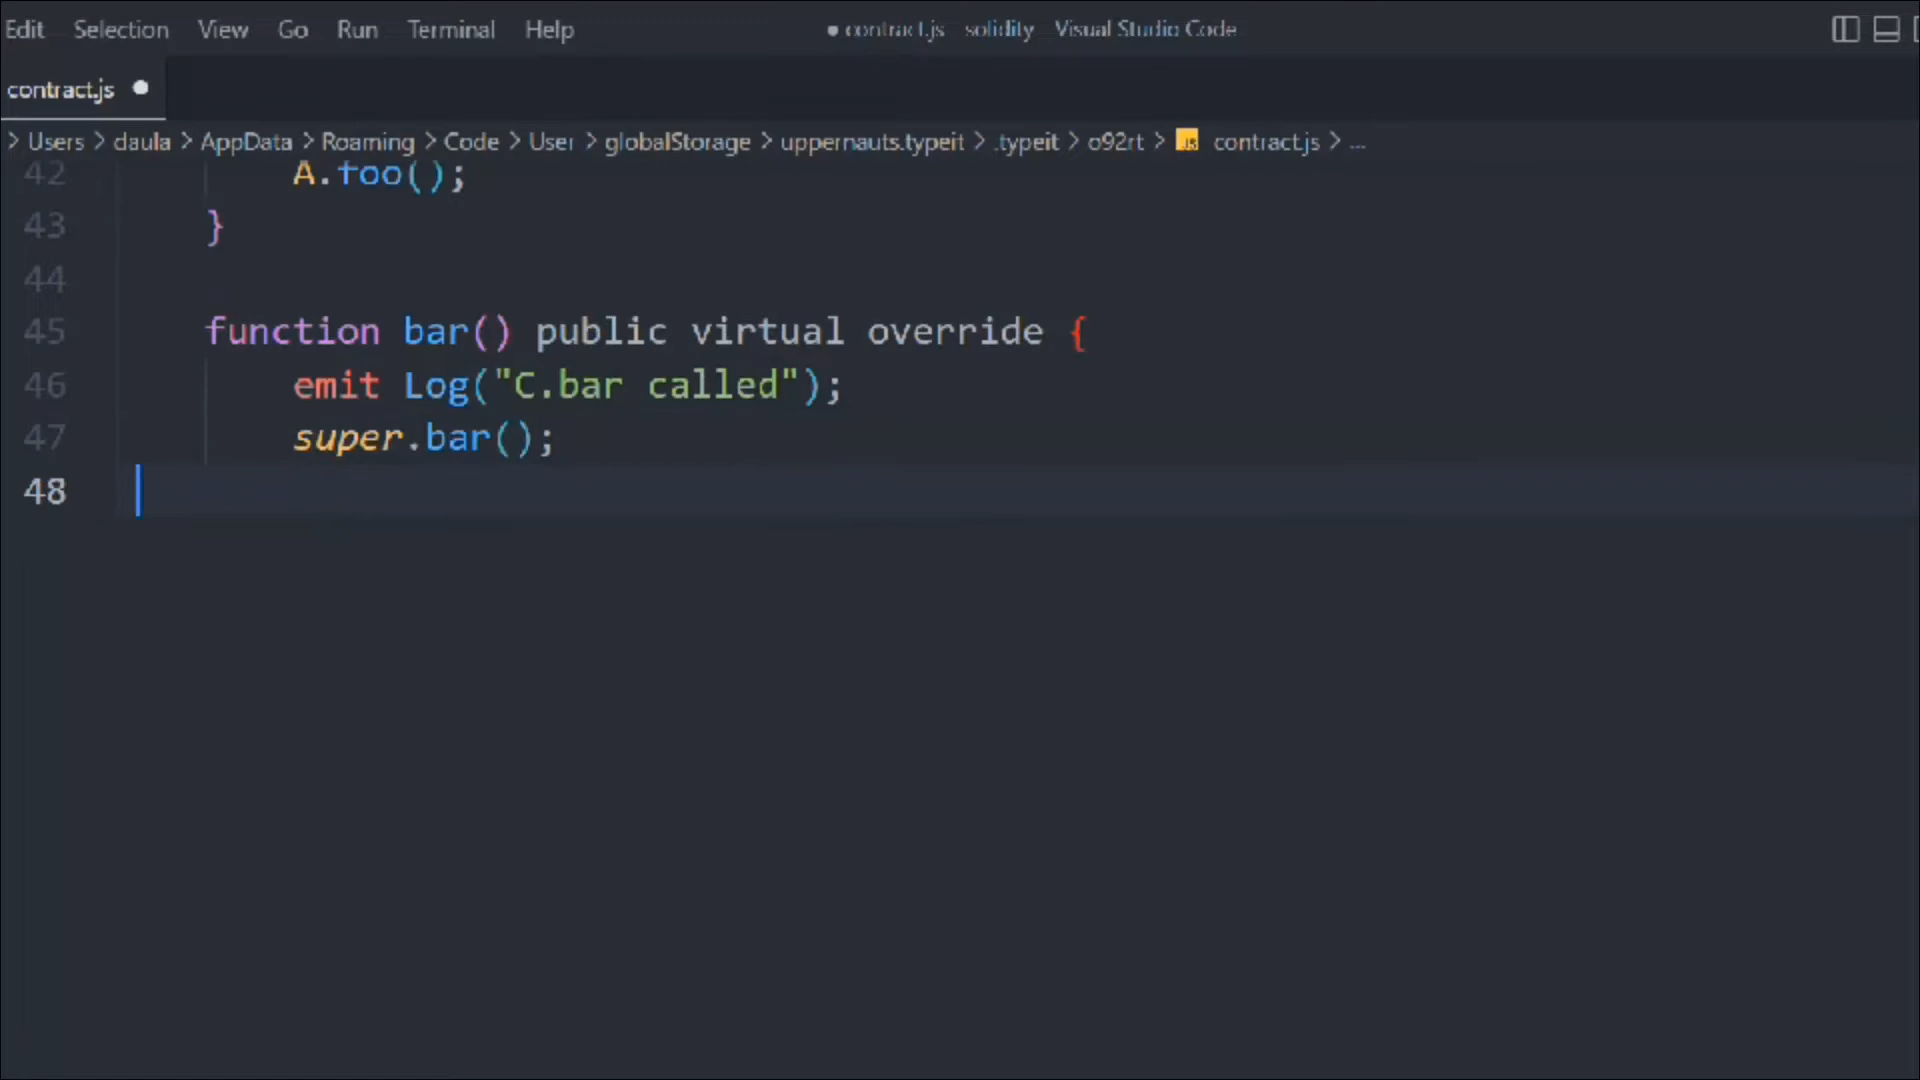 Edit Selection View Go Run Terminal Help ● contract.js solidity Visual Studio Code
contract.js ●
> Users > daula > AppData > Roaming > Code > User > globalStorage > uppernauts.typeit > .typeit > o92rt > JS contract.js > ...
42 A.foo();
43 }
44
45 function bar() public virtual override {
46 emit Log("C.bar called");
47 super.bar();
48